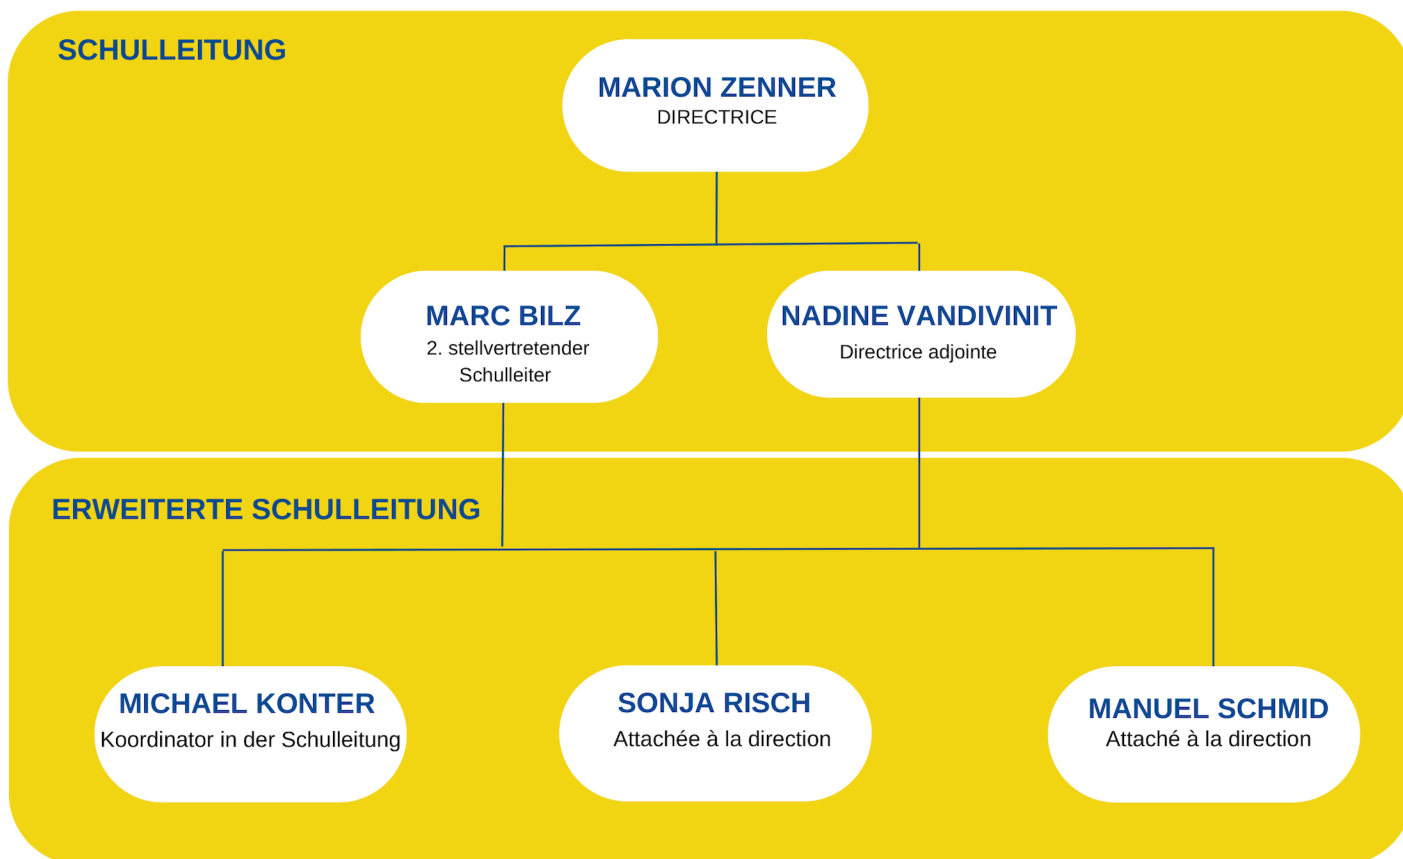 SCHULLEITUNG
MARION ZENNER
DIRECTRICE
MARC BILZ
2. stellvertretender
Schulleiter
NADINE VANDIVINIT
Directrice adjointe
ERWEITERTE SCHULLEITUNG
MICHAEL KONTER
Koordinator in der Schulleitung
SONJA RISCH
Attachée à la direction
MANUEL SCHMID
Attaché à la direction